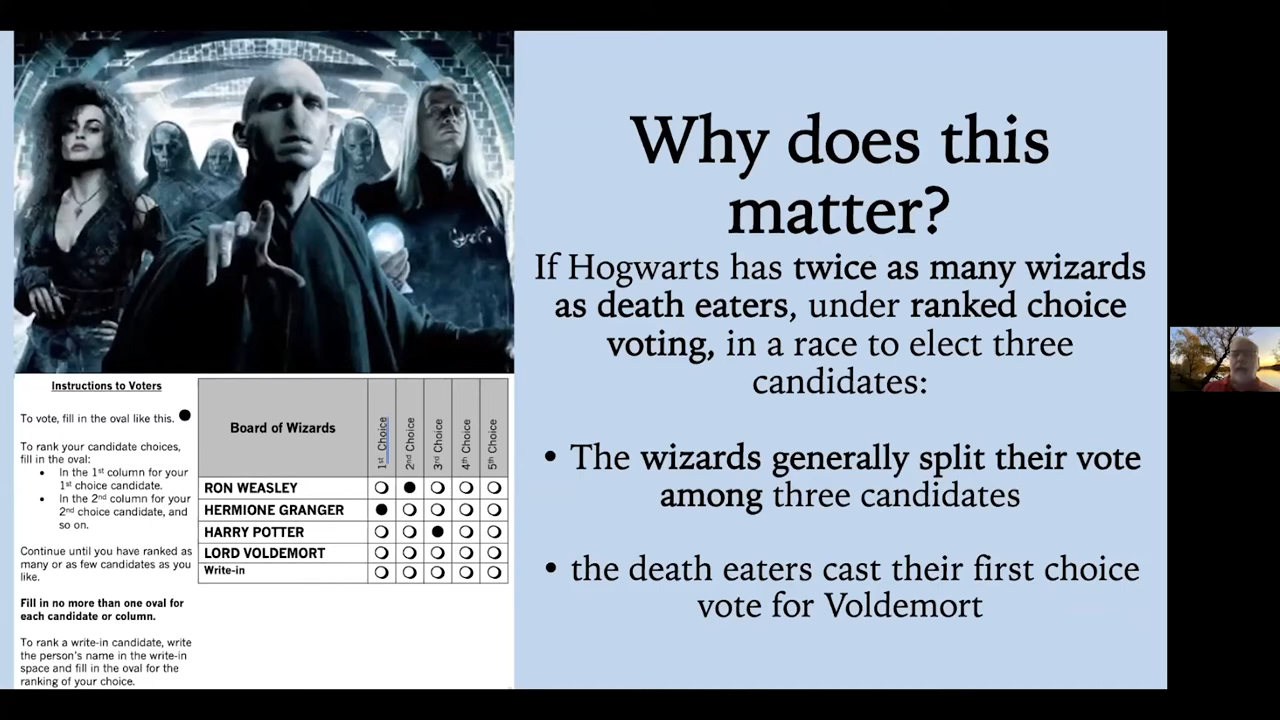 Why does this
matter?
If Hogwarts has twice as many wizards
as death eaters, under ranked choice
voting, in a race to elect three
candidates:
• The wizards generally split their vote
among three candidates
• the death eaters cast their first choice
vote for Voldemort
Instructions to Voters
To vote, fill in the oval like this.
To rank your candidate choices,
fill in the oval:
• In the 1st column for your
1st choice candidate.
• In the 2nd column for your
2nd choice candidate, and
so on.
Continue until you have ranked as
many or as few candidates as you
like.
Fill in no more than one oval for
each candidate or column.
To rank a write-in candidate, write
the person's name in the write-in
space and fill in the oval for the
ranking of your choice.
Board of Wizards
1st Choice
2nd Choice
3rd Choice
4th Choice
5th Choice
RON WEASLEY
HERMIONE GRANGER
HARRY POTTER
LORD VOLDEMORT
Write-in